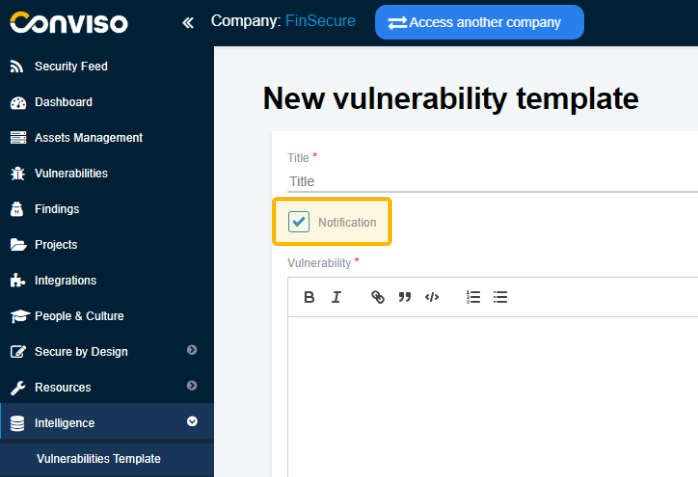 CONVISO
Company: FinSecure
Access another company
Security Feed
Dashboard
Assets Management
Vulnerabilities
Findings
Projects
Integrations
People & Culture
Secure by Design
Resources
Intelligence
Vulnerabilities Template
New vulnerability template
Title *
Title
Notification
Vulnerability *
B I